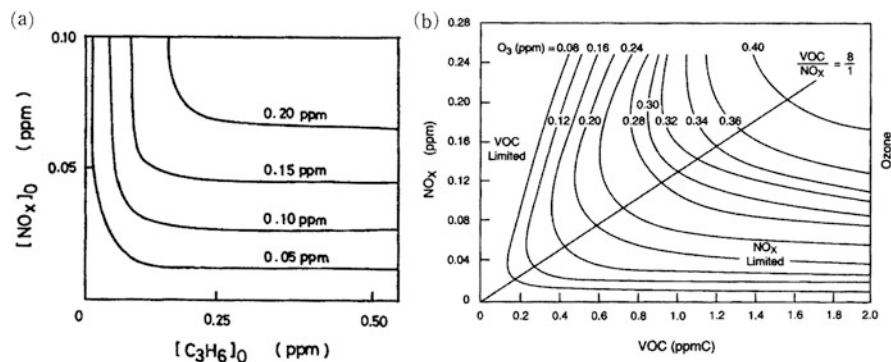 (a)
0.10
0.05
0
[NOx]0 (ppm)
0.20 ppm
0.15 ppm
0.10 ppm
0.05 ppm
0 0.25 0.50
[C3H6]0 (ppm)
(b)
0.28
0.24
0.20
0.16
0.12
0.08
0.04
0
NOX (ppm)
O3 (ppm) = 0.08 0.16 0.24 0.40
VOC
NOX
= 8
1
0.30
0.12 0.20 0.28 0.32 0.34 0.36
VOC
Limited
NOX
Limited
0 0.2 0.4 0.6 0.8 1.0 1.2 1.4 1.6 1.8 2.0
VOC (ppmC)
Ozone